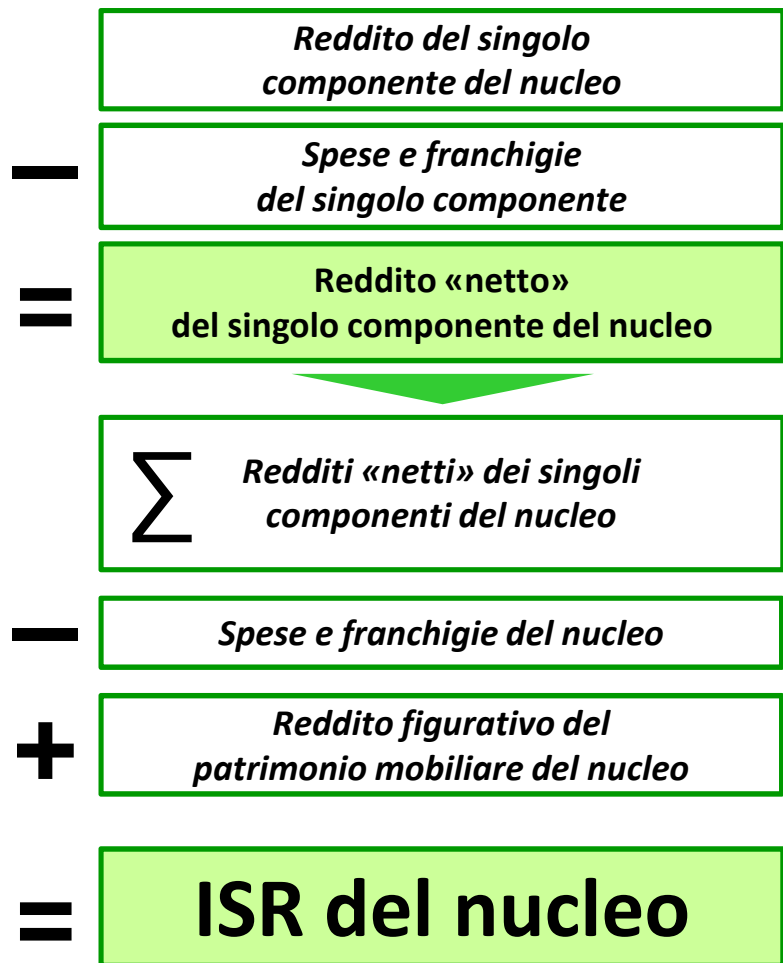 Reddito del singolo
componente del nucleo
−
Spese e franchigie
del singolo componente
=
Reddito «netto»
del singolo componente del nucleo
∑
Redditi «netti» dei singoli
componenti del nucleo
−
Spese e franchigie del nucleo
+
Reddito figurativo del
patrimonio mobiliare del nucleo
=
ISR del nucleo